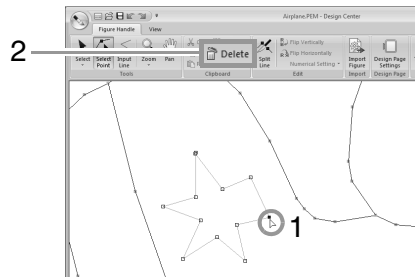 Airplane.PEM - Design Center
Figure Handle View
2
Delete
Select
Select Point
Input Line
Zoom
Pan
Split Line
Flip Vertically
Flip Horizontally
Numerical Setting
Import Figure
Design Page Settings
Tools
Clipboard
Edit
Import
Design Page
1